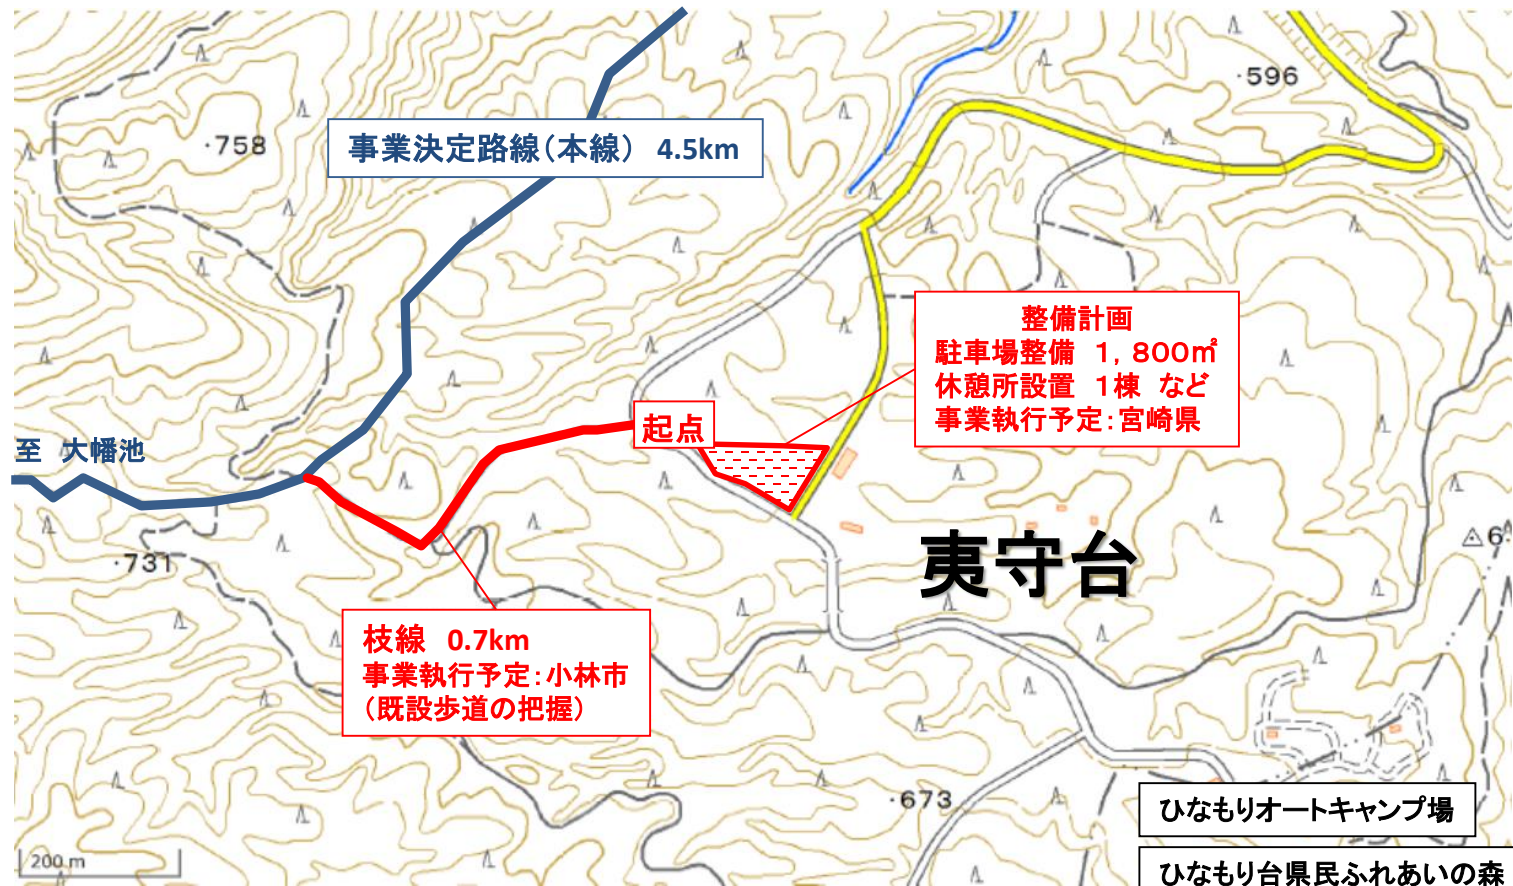 ・596
・758
事業決定路線(本線) 4.5km
整備計画
駐車場整備 1,800㎡
休憩所設置 1棟 など
事業執行予定:宮崎県
起点
至 大幡池
・731
夷守台
枝線 0.7km
事業執行予定:小林市
(既設歩道の把握)
・673
ひなもりオートキャンプ場
ひなもり台県民ふれあいの森
200 m